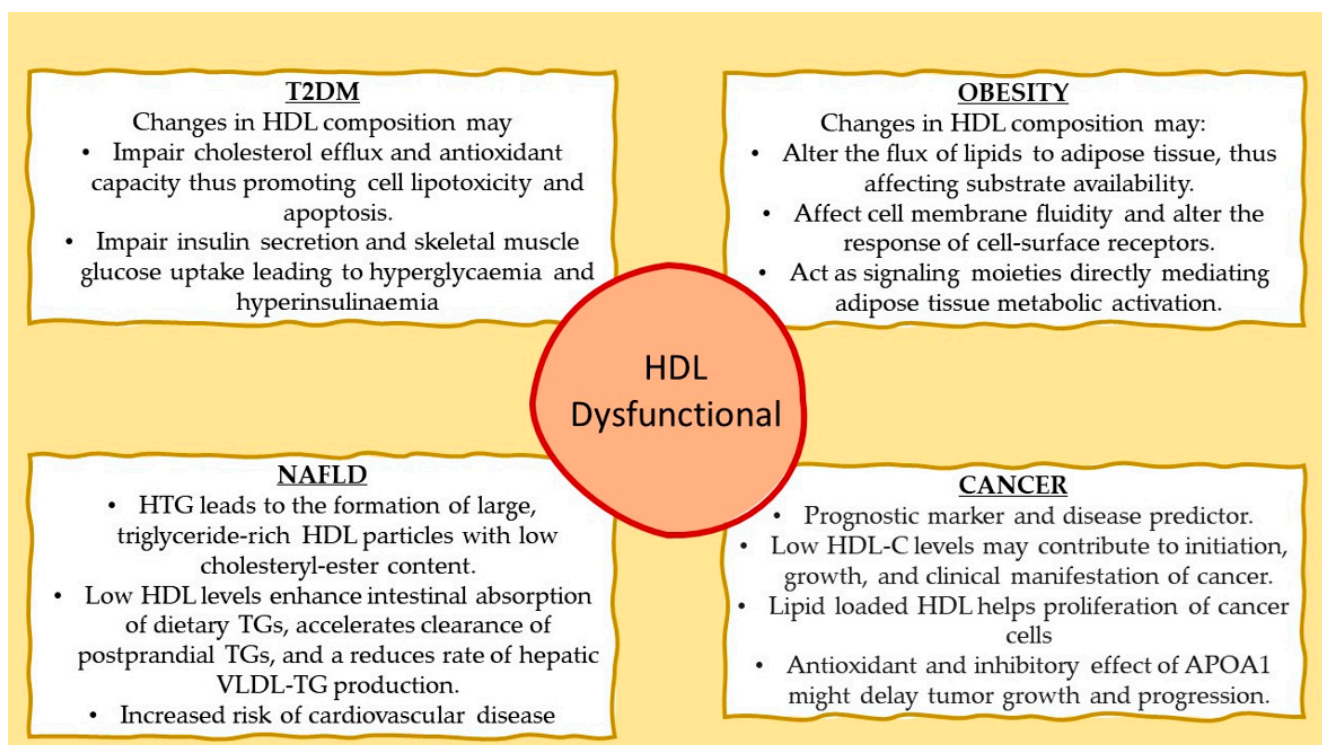 T2DM
Changes in HDL composition may
• Impair cholesterol efflux and antioxidant
capacity thus promoting cell lipotoxicity and
apoptosis.
• Impair insulin secretion and skeletal muscle
glucose uptake leading to hyperglycaemia and
hyperinsulinaemia
OBESITY
Changes in HDL composition may:
• Alter the flux of lipids to adipose tissue, thus
affecting substrate availability.
• Affect cell membrane fluidity and alter the
response of cell-surface receptors.
• Act as signaling moieties directly mediating
adipose tissue metabolic activation.
HDL
Dysfunctional
NAFLD
• HTG leads to the formation of large,
triglyceride-rich HDL particles with low
cholesteryl-ester content.
• Low HDL levels enhance intestinal absorption
of dietary TGs, accelerates clearance of
postprandial TGs, and a reduces rate of hepatic
VLDL-TG production.
• Increased risk of cardiovascular disease
CANCER
• Prognostic marker and disease predictor.
• Low HDL-C levels may contribute to initiation,
growth, and clinical manifestation of cancer.
• Lipid loaded HDL helps proliferation of cancer
cells
• Antioxidant and inhibitory effect of APOA1
might delay tumor growth and progression.